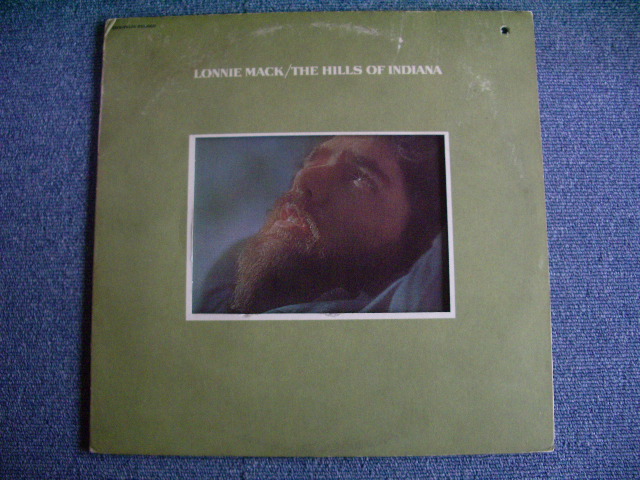 LONNIE MACK/THE HILLS OF INDIANA